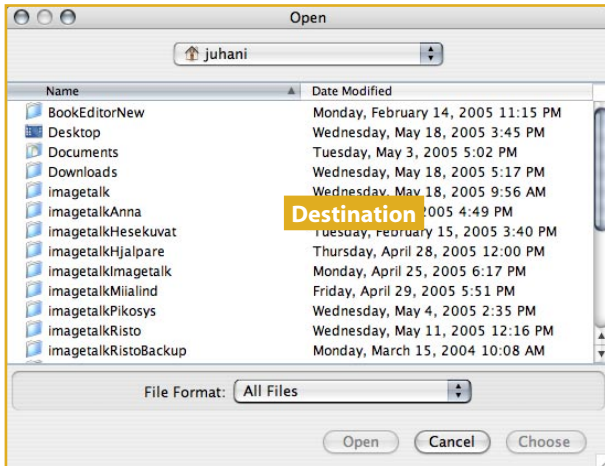 Open
juhani
Name Date Modified
BookEditorNew Monday, February 14, 2005 11:15 PM
Desktop Wednesday, May 18, 2005 3:45 PM
Documents Tuesday, May 3, 2005 5:02 PM
Downloads Wednesday, May 18, 2005 5:17 PM
imagetalk Wednesday, May 18, 2005 9:56 AM
imagetalkAnna 2005 4:49 PM
Destination
imagetalkHesekuvat Tuesday, February 15, 2005 3:40 PM
imagetalkHjalpare Thursday, April 28, 2005 12:00 PM
imagetalkImagetalk Monday, April 25, 2005 6:17 PM
imagetalkMiialind Friday, April 29, 2005 5:51 PM
imagetalkPikosys Wednesday, May 4, 2005 2:35 PM
imagetalkRisto Wednesday, May 11, 2005 12:16 PM
imagetalkRistoBackup Monday, March 15, 2004 10:08 AM
File Format: All Files
Open Cancel Choose